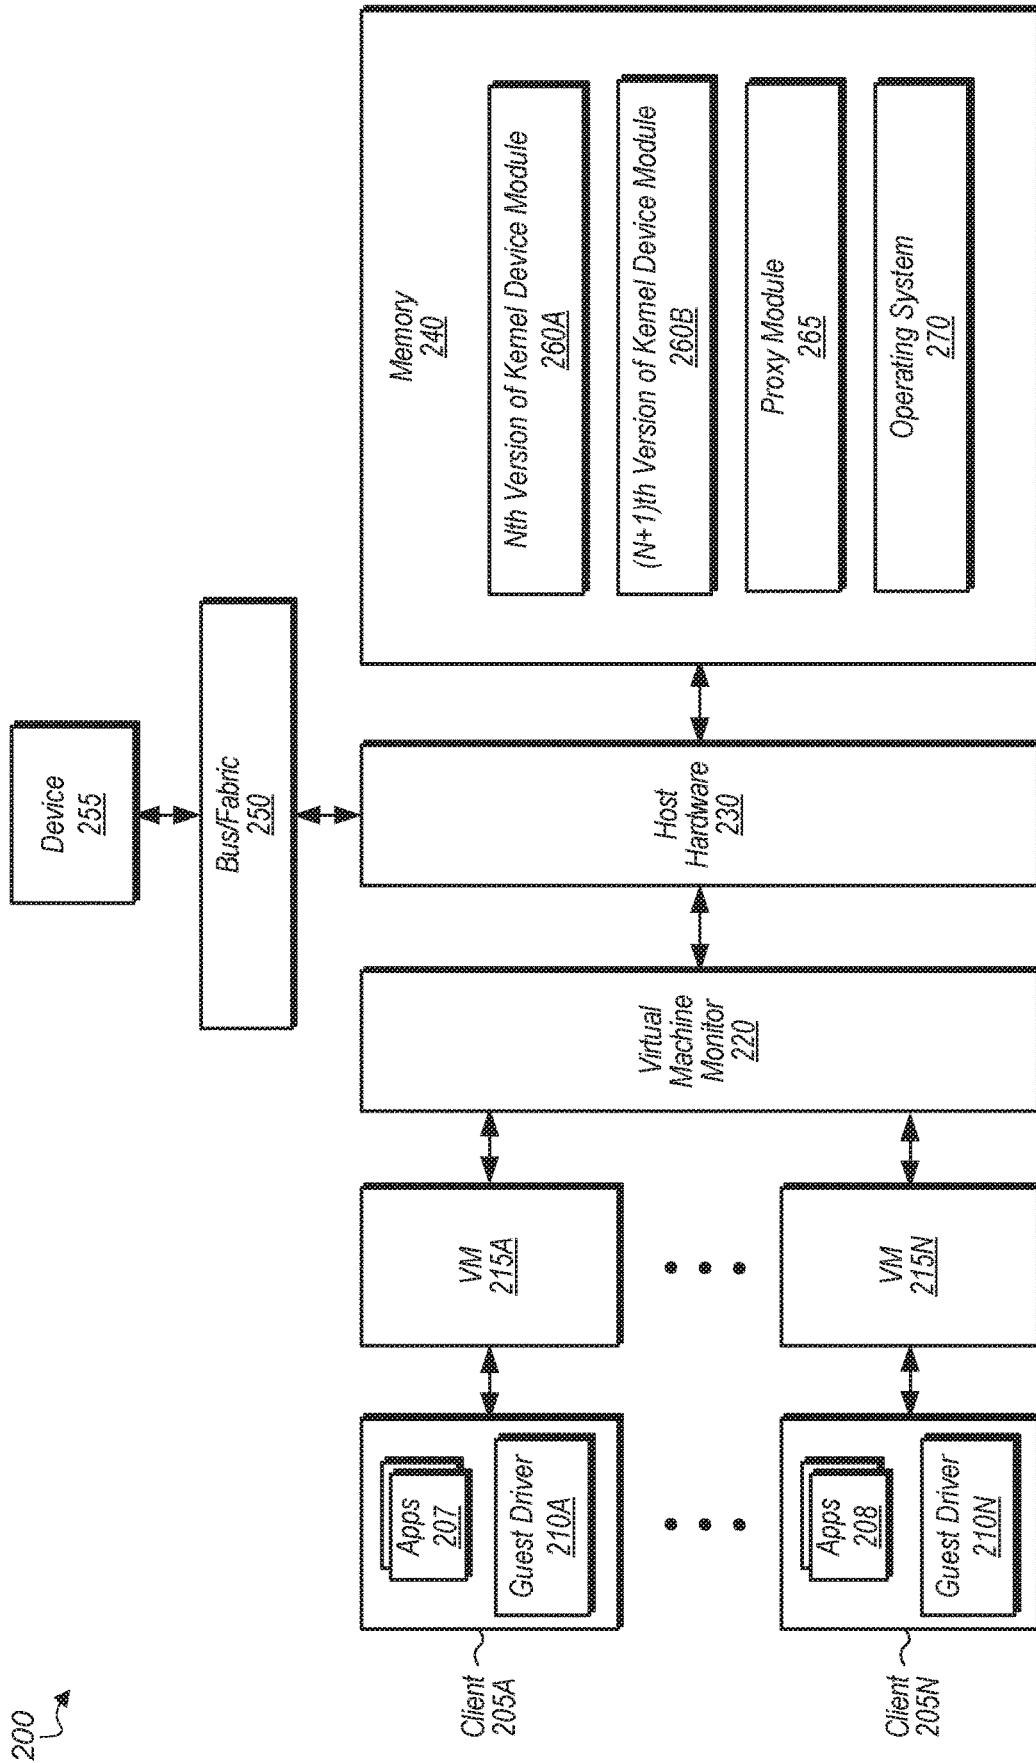 200
Device
255
Bus/Fabric
250
Client
205A
Apps
207
Guest Driver
210A
VM
215A
Client
205N
Apps
208
Guest Driver
210N
VM
215N
Virtual
Machine
Monitor
220
Host
Hardware
230
Memory
240
Nth Version of Kernel Device Module
260A
(N+1)th Version of Kernel Device Module
260B
Proxy Module
265
Operating System
270